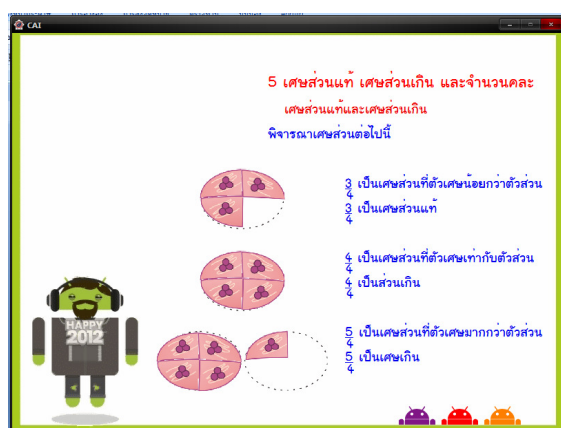 CAI
5 เศษส่วนแท้ เศษส่วนเกิน และจำนวนคละ
เศษส่วนแท้และเศษส่วนเกิน
พิจารณาเศษส่วนต่อไปนี้
3/4 เป็นเศษส่วนที่ตัวเศษน้อยกว่าตัวส่วน
3/4 เป็นเศษส่วนแท้
4/4 เป็นเศษส่วนที่ตัวเศษเท่ากับตัวส่วน
4/4 เป็นส่วนเกิน
5/4 เป็นเศษส่วนที่ตัวเศษมากกว่าตัวส่วน
5/4 เป็นเศษเกิน
HAPPY
2012